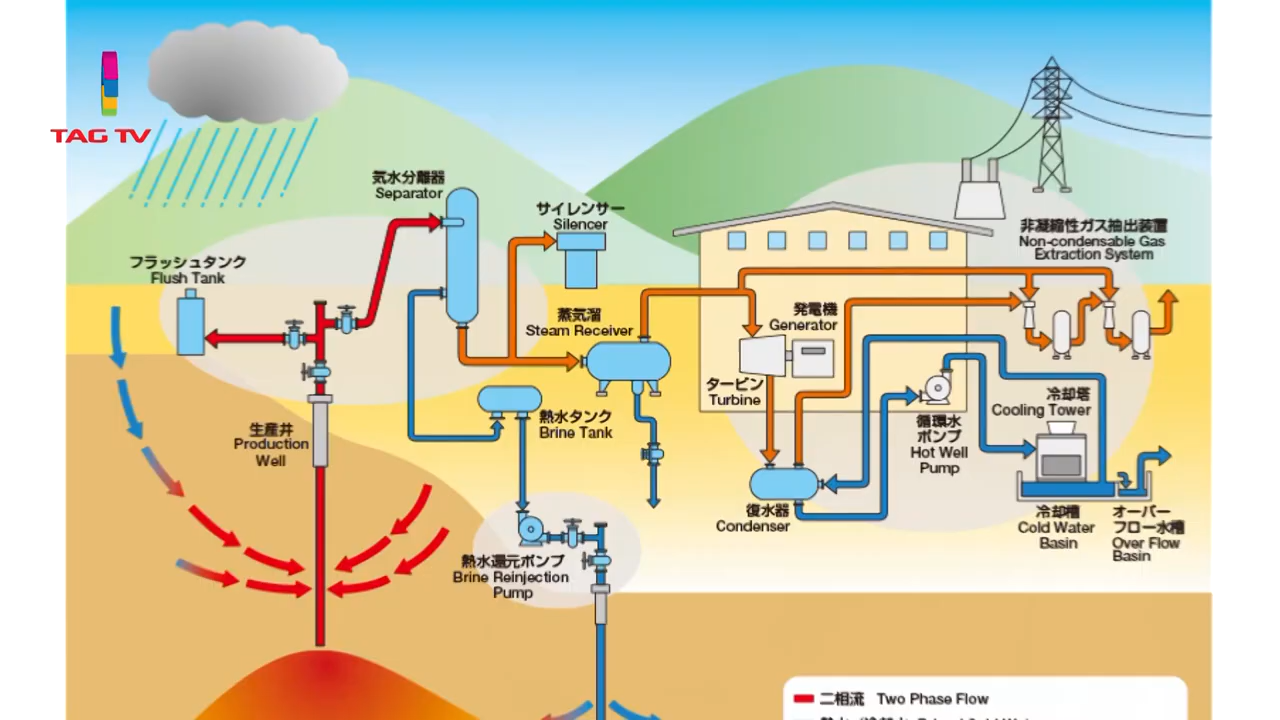 TAG TV
気水分離器
Separator
サイレンサー
Silencer
非凝縮性ガス抽出装置
Non-condensable Gas
Extraction System
フラッシュタンク
Flush Tank
蒸気溜
Steam Receiver
発電機
Generator
タービン
Turbine
冷却塔
Cooling Tower
熱水タンク
Brine Tank
生産井
Production
Well
循環水
ポンプ
Hot Well
Pump
復水器
Condenser
冷却槽
Cold Water
Basin
オーバー
フロー水槽
Over Flow
Basin
熱水還元ポンプ
Brine Reinjection
Pump
二相流 Two Phase Flow